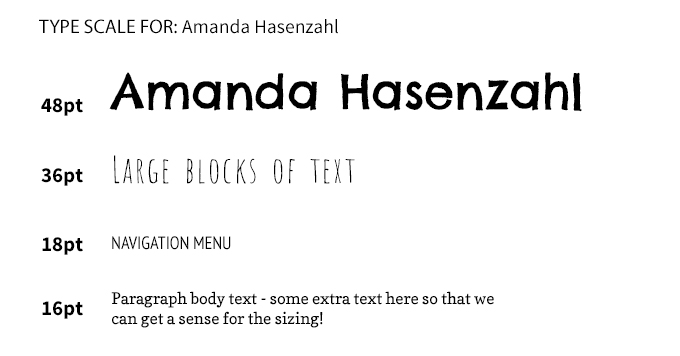 TYPE SCALE FOR: Amanda Hasenzahl
48pt Amanda Hasenzahl
36pt LARGE BLOCKS OF TEXT
18pt NAVIGATION MENU
16pt Paragraph body text - some extra text here so that we
can get a sense for the sizing!